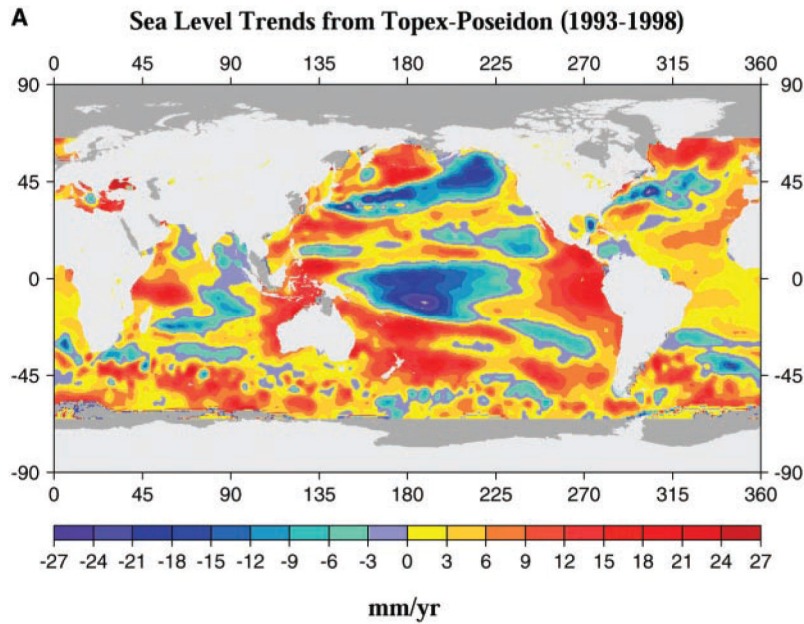 A
Sea Level Trends from Topex-Poseidon (1993-1998)
0 45 90 135 180 225 270 315 360
90 90
45 45
0 0
-45 -45
-90 -90
0 45 90 135 180 225 270 315 360
-27 -24 -21 -18 -15 -12 -9 -6 -3 0 3 6 9 12 15 18 21 24 27
mm/yr